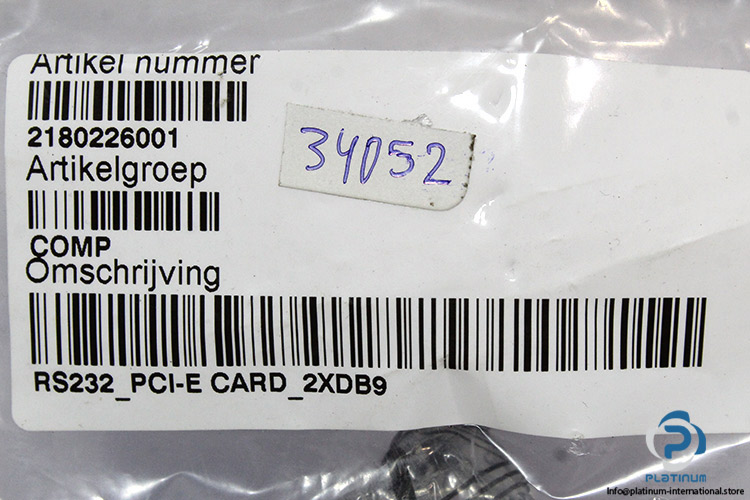 Artikel nummer
2180226001
34052
Artikelgroep
COMP
Omschrijving
RS232_PCI-E CARD_2XDB9
PLATINUM
Info@platinum-international.store